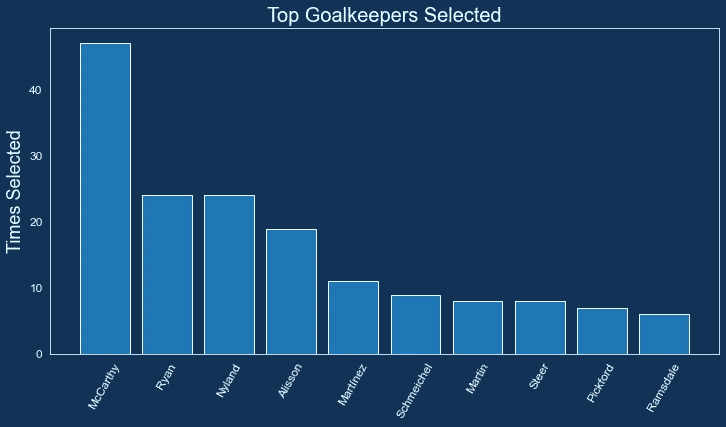 Top Goalkeepers Selected
Times Selected
40
30
20
10
0
McCarthy
Ryan
Nyland
Alisson
Martínez
Schmeichel
Martin
Steer
Pickford
Ramsdale